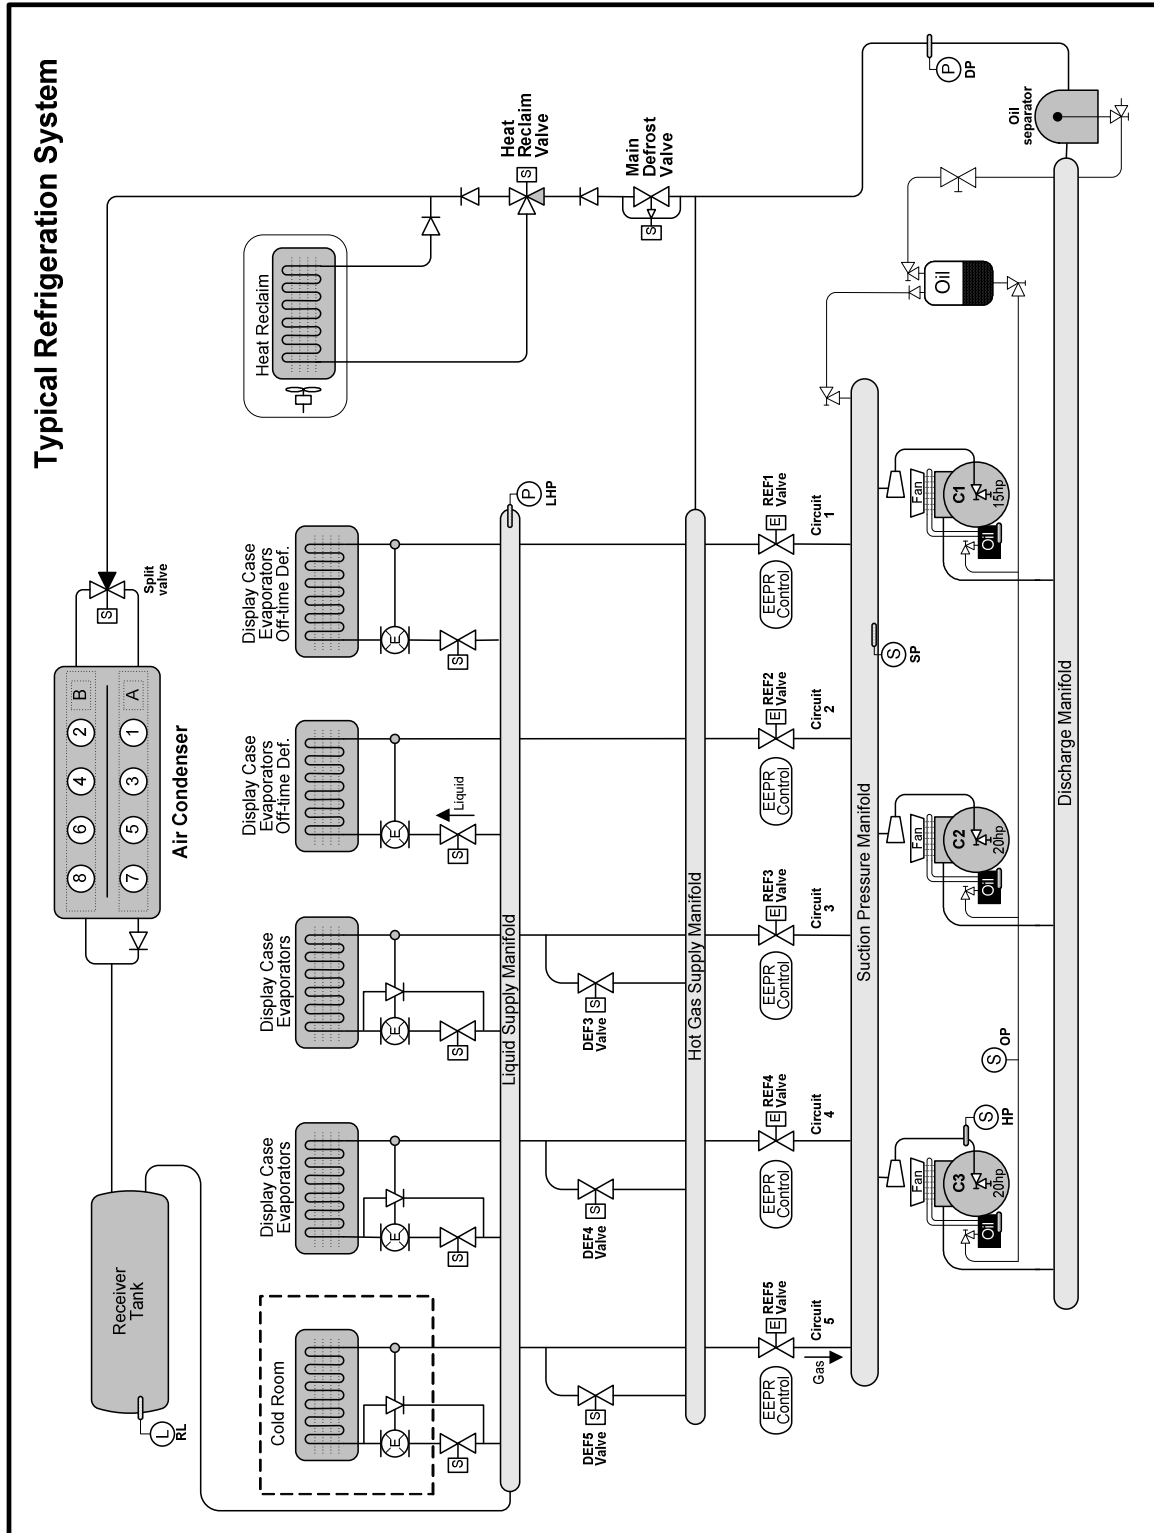 Typical Refrigeration System
Receiver
Tank
L
RL
8
6
4
2
B
7
5
3
1
A
Air Condenser
S
Split
valve
Heat Reclaim
S
Heat
Reclaim
Valve
S
Main
Defrost
Valve
P
DP
Oil
separator
Oil
Cold Room
E
S
Display Case
Evaporators
E
S
Display Case
Evaporators
E
S
Display Case
Evaporators
Off-time Def.
E
S
Liquid
Display Case
Evaporators
Off-time Def.
E
S
Liquid Supply Manifold
P
LHP
S
DEF5
Valve
S
DEF4
Valve
S
DEF3
Valve
Hot Gas Supply Manifold
EEPR
Control
E
REF5
Valve
Circuit
5
Gas
EEPR
Control
E
REF4
Valve
Circuit
4
EEPR
Control
E
REF3
Valve
Circuit
3
EEPR
Control
E
REF2
Valve
Circuit
2
EEPR
Control
E
REF1
Valve
Circuit
1
Suction Pressure Manifold
S
SP
Fan
C3
20hp
Oil
S
HP
S
OP
Fan
C2
20hp
Oil
Fan
C1
15hp
Oil
Discharge Manifold